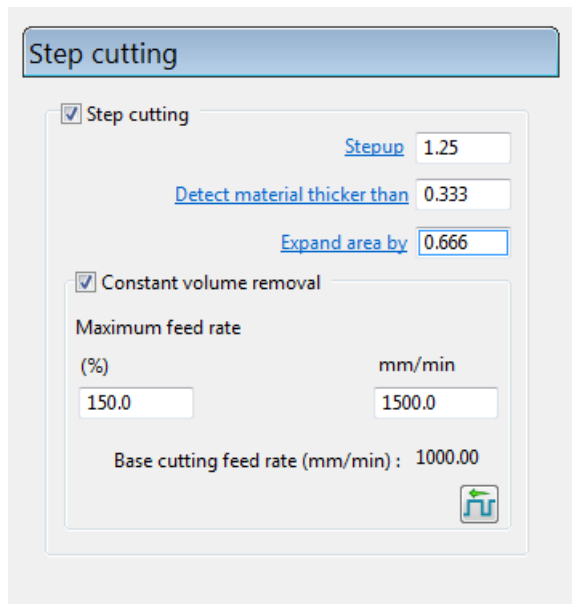 Step cutting
Step cutting
Stepup 1.25
Detect material thicker than 0.333
Expand area by 0.666
Constant volume removal
Maximum feed rate
(%) mm/min
150.0 1500.0
Base cutting feed rate (mm/min) : 1000.00